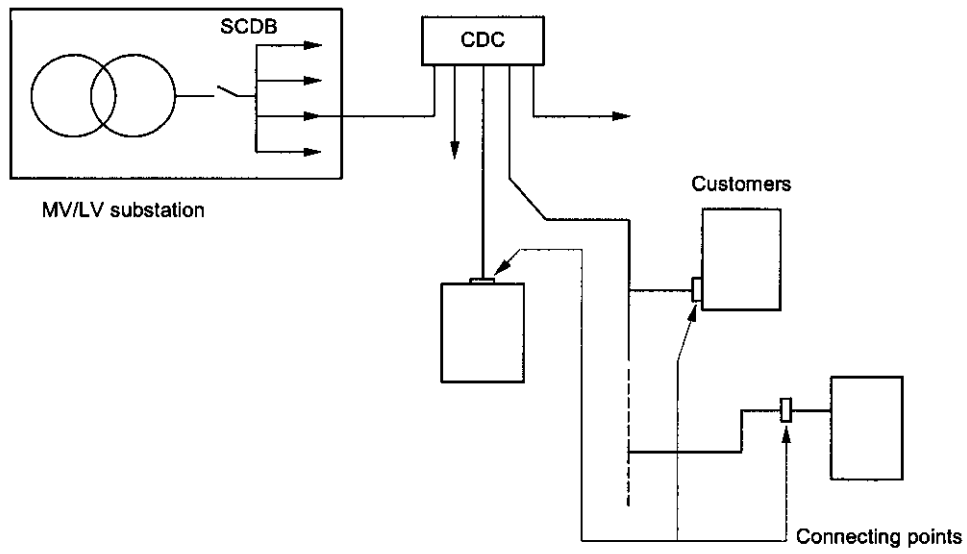 SCDB
CDC
MV/LV substation
Customers
Connecting points